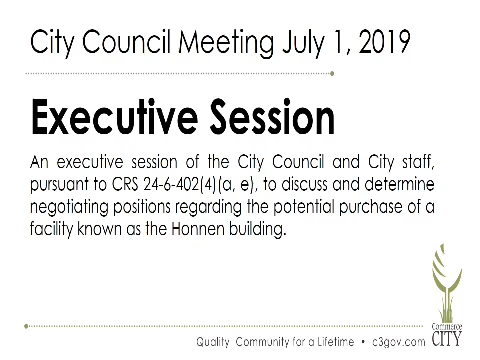 City Council Meeting July 1, 2019
Executive Session
An executive session of the City Council and City staff,
pursuant to CRS 24-6-402(4)(a, e), to discuss and determine
negotiating positions regarding the potential purchase of a
facility known as the Honnen building.
Commerce
CITY
Quality Community for a Lifetime • c3gov.com